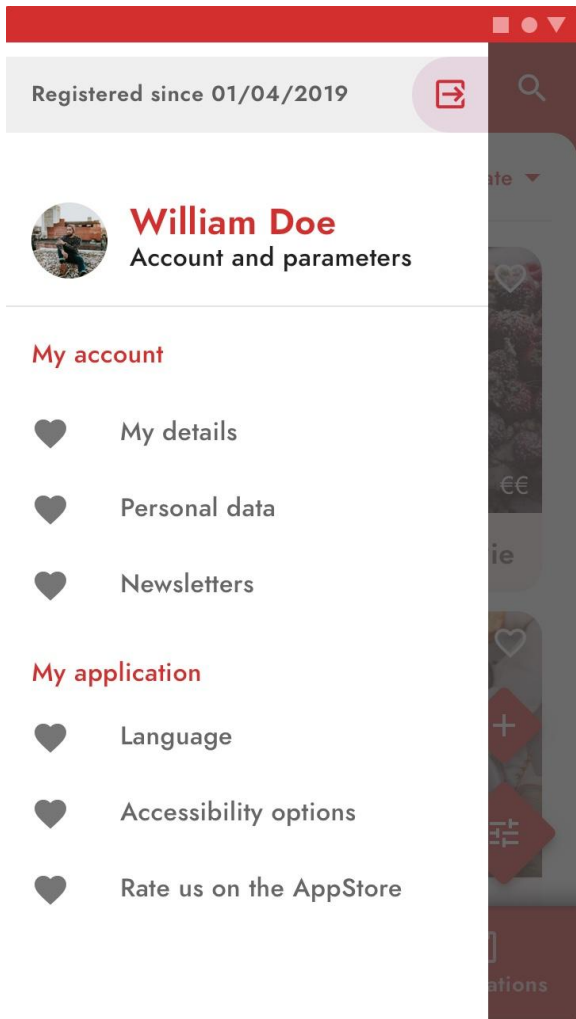 Registered since 01/04/2019
William Doe
Account and parameters
My account
My details
Personal data
Newsletters
My application
Language
Accessibility options
Rate us on the AppStore
€€